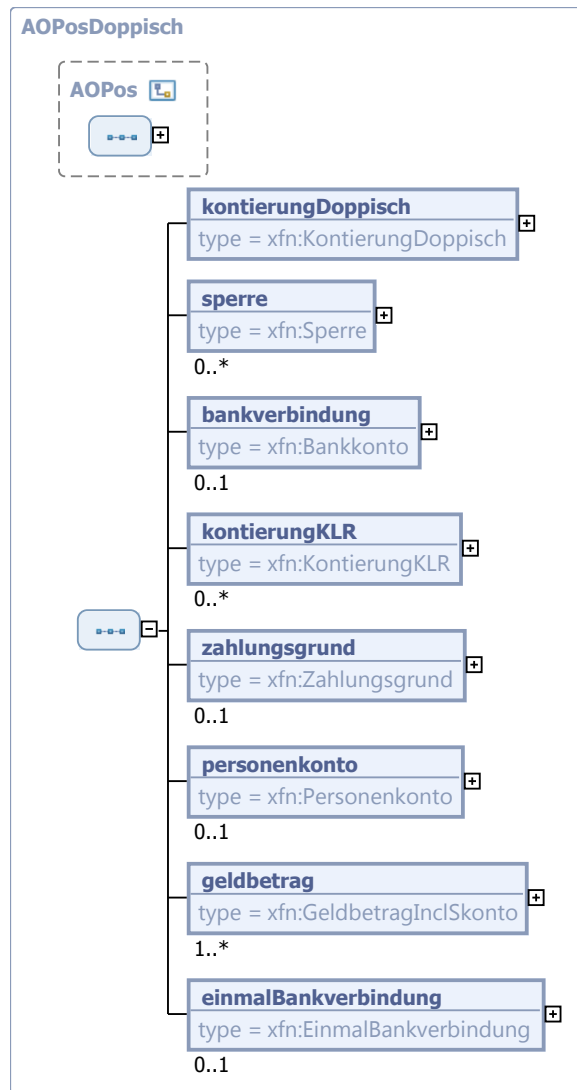 AOPosDoppisch
AOPos
kontierungDoppisch
type = xfn:KontierungDoppisch
sperre
type = xfn:Sperre
0..*
bankverbindung
type = xfn:Bankkonto
0..1
kontierungKLR
type = xfn:KontierungKLR
0..*
zahlungsgrund
type = xfn:Zahlungsgrund
0..1
personenkonto
type = xfn:Personenkonto
0..1
geldbetrag
type = xfn:GeldbetragInclSkonto
1..*
einmalBankverbindung
type = xfn:EinmalBankverbindung
0..1